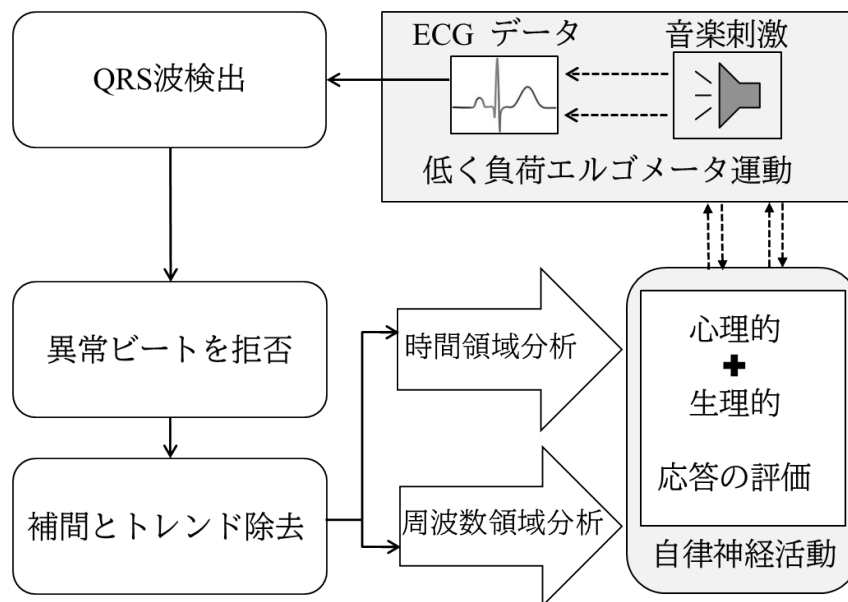 ECG データ
音楽刺激
QRS波検出
低く負荷エルゴメータ運動
異常ビートを拒否
時間領域分析
心理的
生理的
応答の評価
補間とトレンド除去
周波数領域分析
自律神経活動